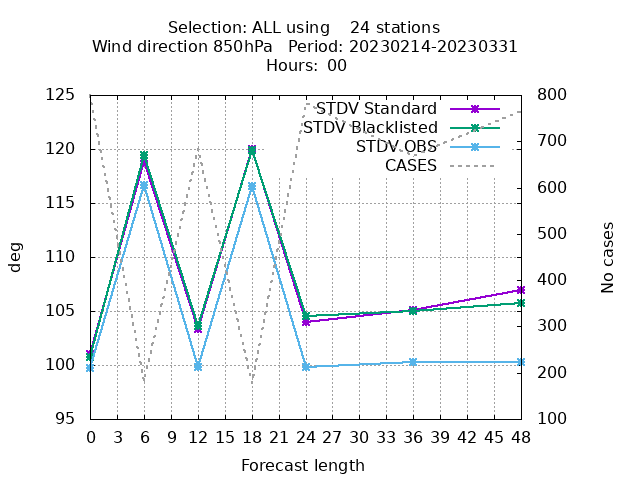 Selection: ALL using    24 stations
Wind direction 850hPa   Period: 20230214-20230331
Hours: 00
125 800
STDV Standard
STDV Blacklisted
STDV OBS
CASES
120 700
115 600
110 500
105 400
100 300
95 200
100
deg
No cases
0 3 6 9 12 15 18 21 24 27 30 33 36 39 42 45 48
Forecast length